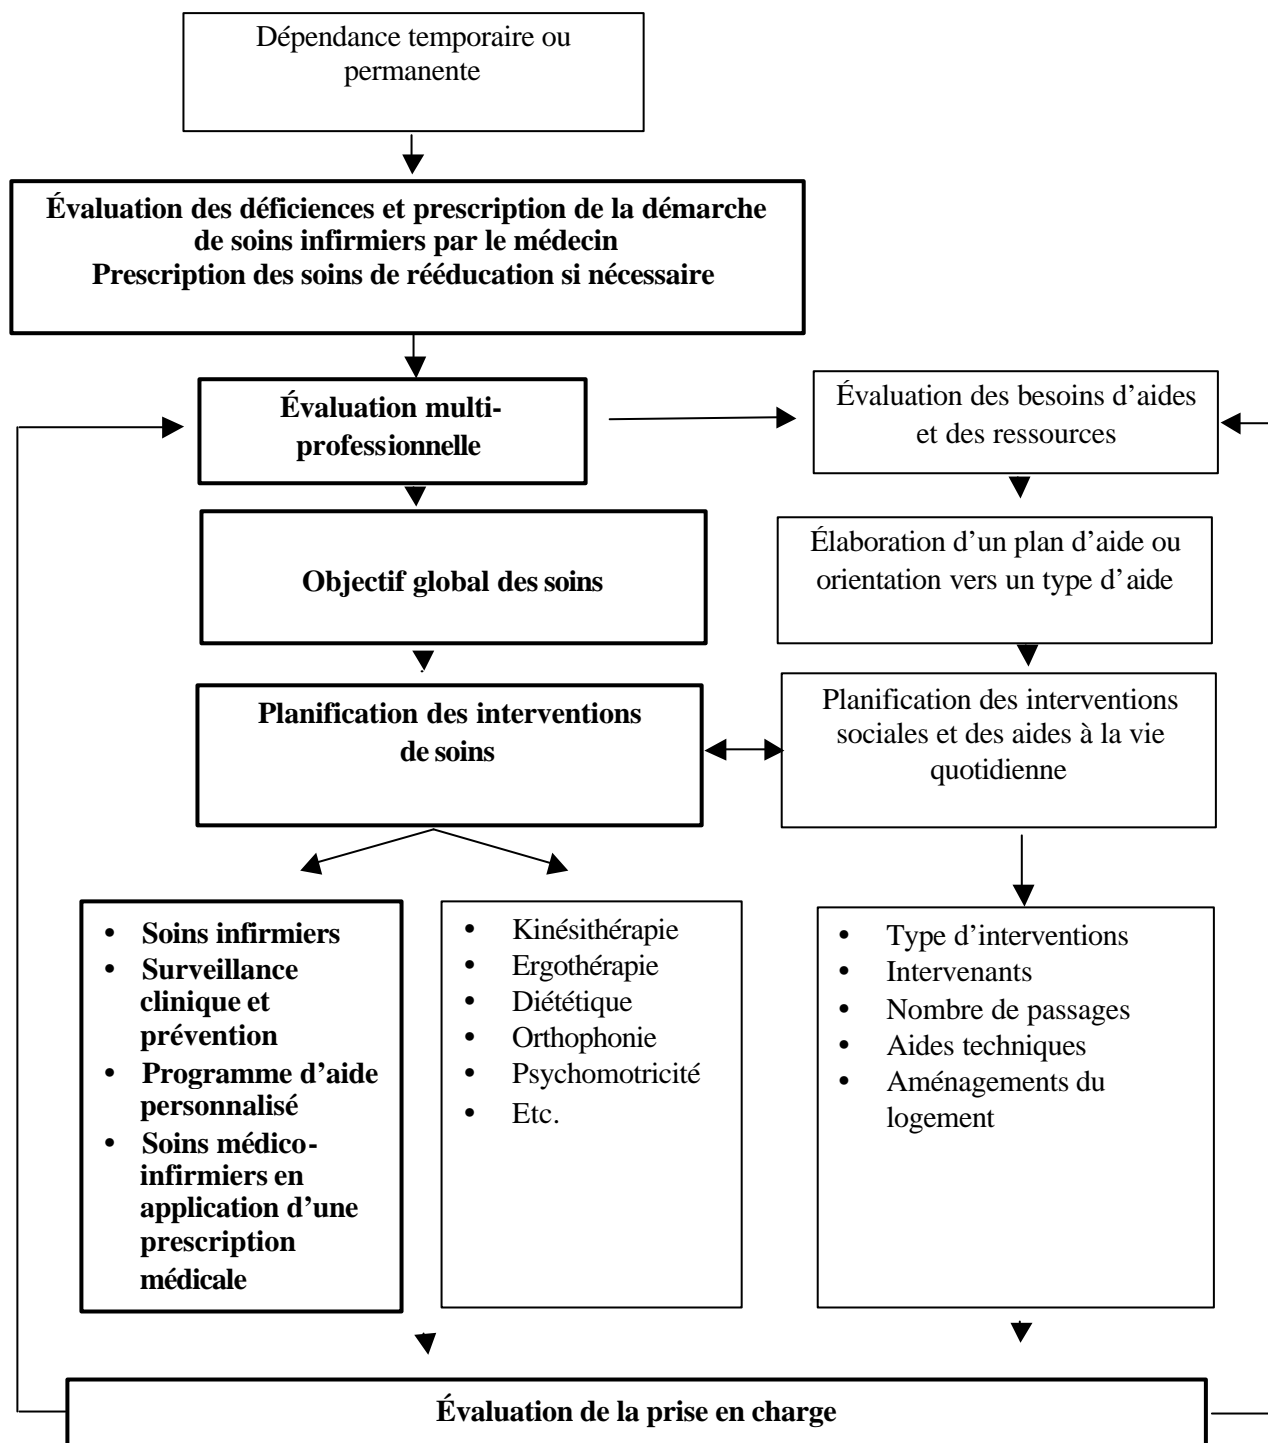 Dépendance temporaire ou
permanente
Évaluation des déficiences et prescription de la démarche
de soins infirmiers par le médecin
Prescription des soins de rééducation si nécessaire
Évaluation multi-
professionnelle
Évaluation des besoins d’aides
et des ressources
Objectif global des soins
Élaboration d’un plan d’aide ou
orientation vers un type d’aide
Planification des interventions
de soins
Planification des interventions
sociales et des aides à la vie
quotidienne
• Soins infirmiers
• Surveillance
clinique et
prévention
• Programme d’aide
personnalisé
• Soins médico-
infirmiers en
application d’une
prescription
médicale
• Kinésithérapie
• Ergothérapie
• Diététique
• Orthophonie
• Psychomotricité
• Etc.
• Type d’interventions
• Intervenants
• Nombre de passages
• Aides techniques
• Aménagements du
logement
Évaluation de la prise en charge